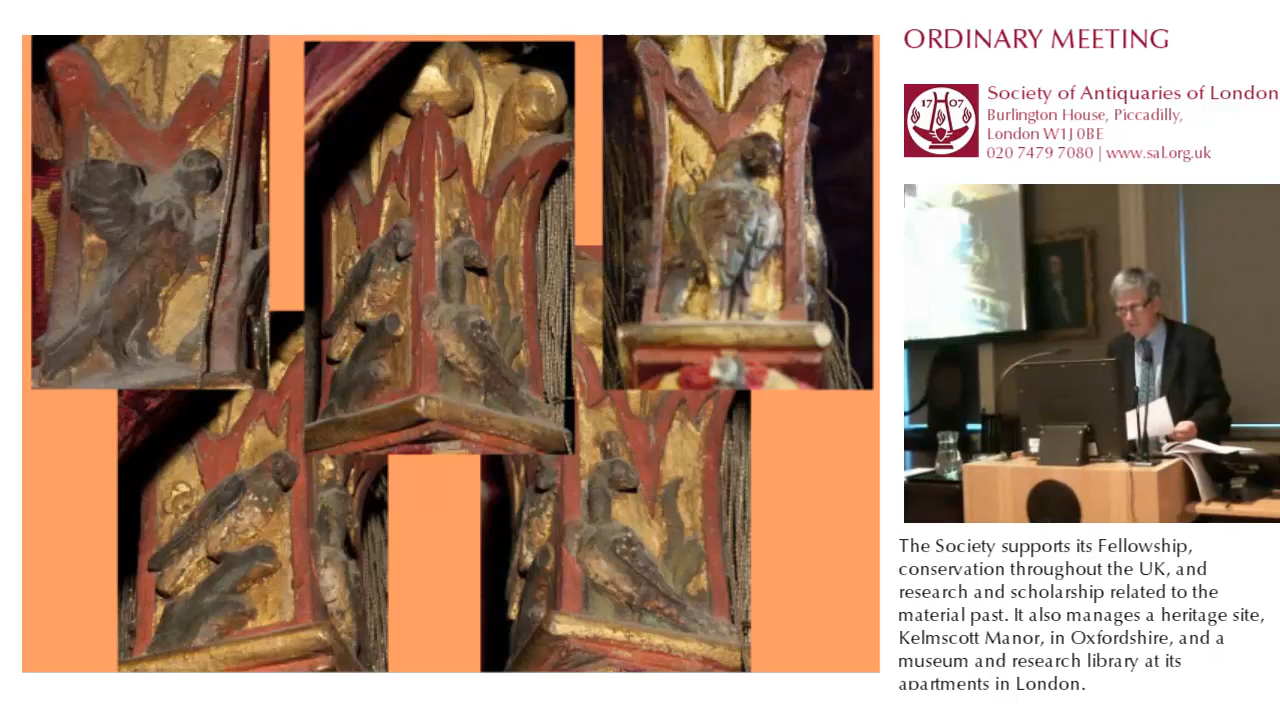 ORDINARY MEETING
17 07
Society of Antiquaries of London
Burlington House, Piccadilly,
London W1J 0BE
020 7479 7080 | www.sal.org.uk
The Society supports its Fellowship,
conservation throughout the UK, and
research and scholarship related to the
material past. It also manages a heritage site,
Kelmscott Manor, in Oxfordshire, and a
museum and research library at its
apartments in London.